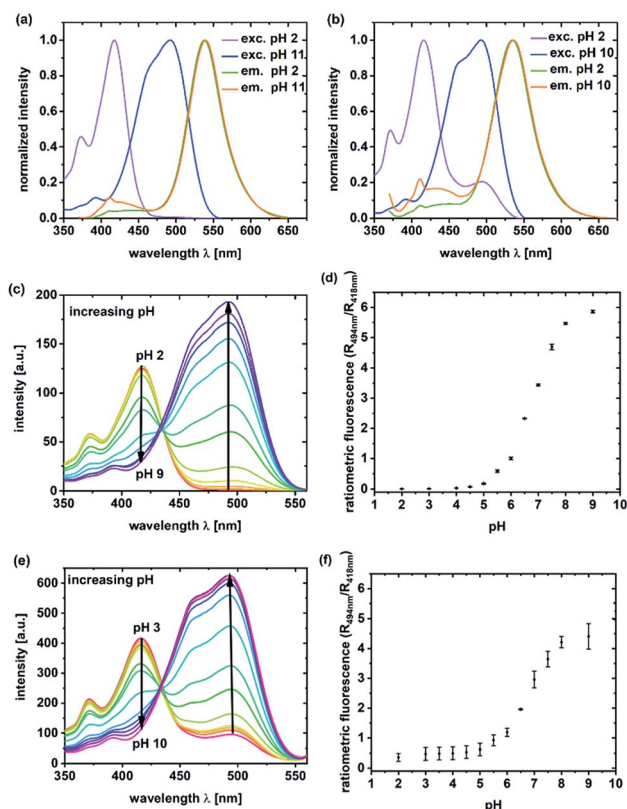 (a)
exc. pH 2
exc. pH 11
em. pH 2
em. pH 11
normalized intensity
1.0
0.8
0.6
0.4
0.2
0.0
350 400 450 500 550 600 650
wavelength λ [nm]
(b)
exc. pH 2
exc. pH 10
em. pH 2
em. pH 10
normalized intensity
1.0
0.8
0.6
0.4
0.2
0.0
350 400 450 500 550 600 650
wavelength λ [nm]
(c)
increasing pH
pH 2
pH 9
intensity [a.u.]
200
150
100
50
0
350 400 450 500 550
wavelength λ [nm]
(d)
ratiometric fluorescence (R494nm/R418nm)
6
5
4
3
2
1
0
1 2 3 4 5 6 7 8 9 10
pH
(e)
increasing pH
pH 3
pH 10
intensity [a.u.]
600
500
400
300
200
100
0
350 400 450 500 550
wavelength λ [nm]
(f)
ratiometric fluorescence (R494nm/R418nm)
6
5
4
3
2
1
0
1 2 3 4 5 6 7 8 9 10
pH